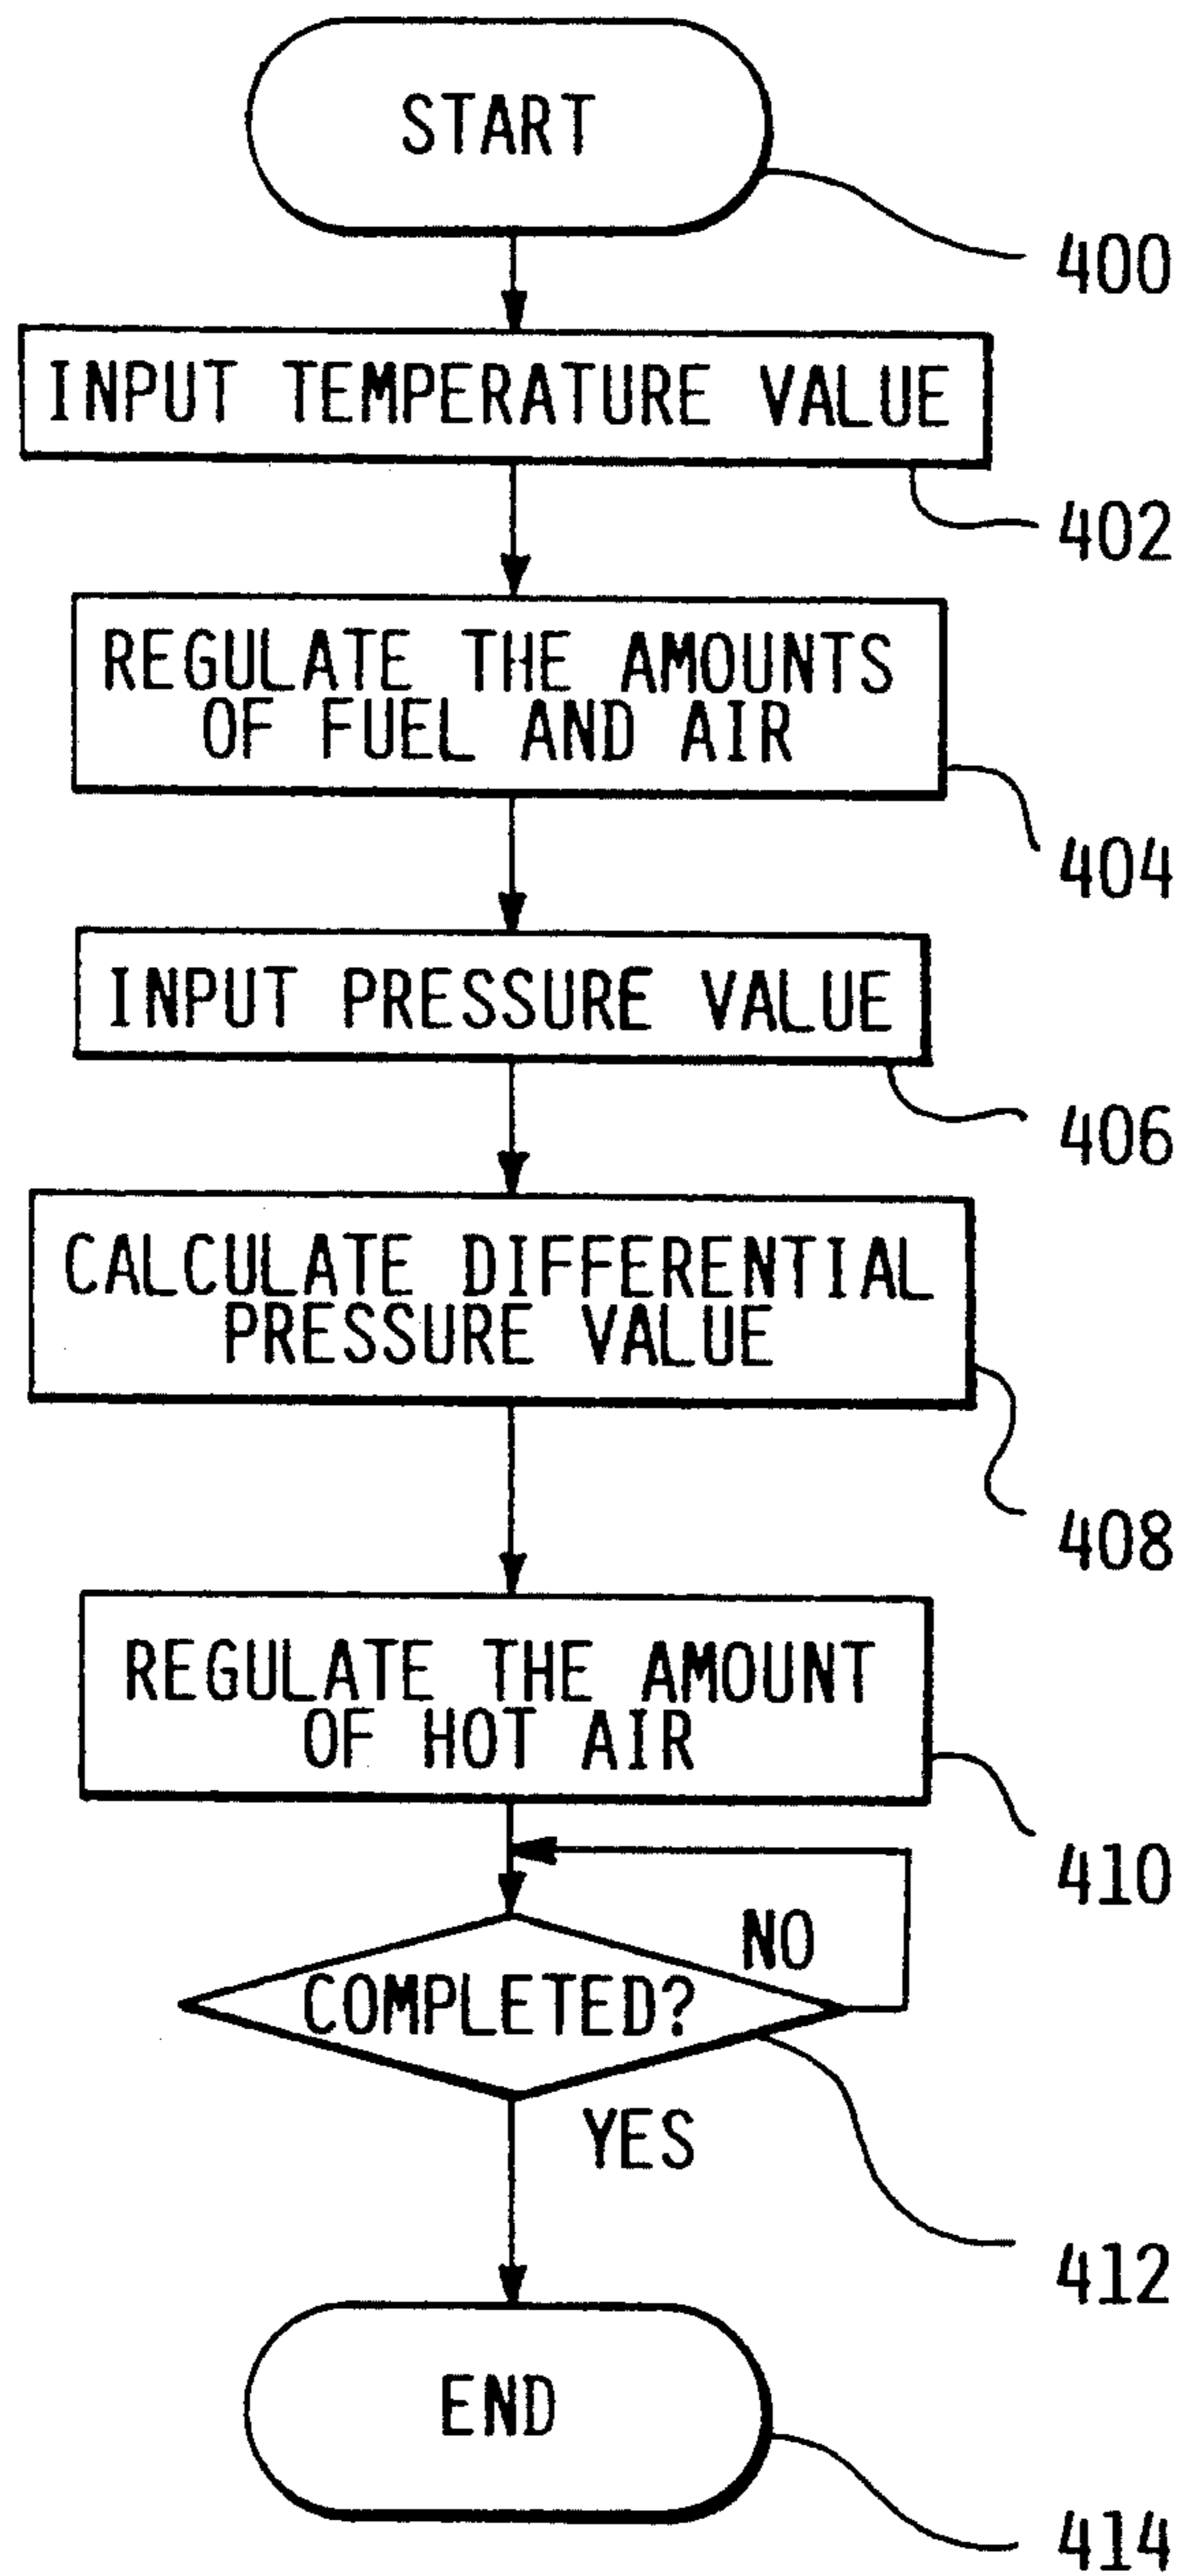 START
400
INPUT TEMPERATURE VALUE
402
REGULATE THE AMOUNTS
OF FUEL AND AIR
404
INPUT PRESSURE VALUE
406
CALCULATE DIFFERENTIAL
PRESSURE VALUE
408
REGULATE THE AMOUNT
OF HOT AIR
410
NO
COMPLETED?
YES
412
END
414